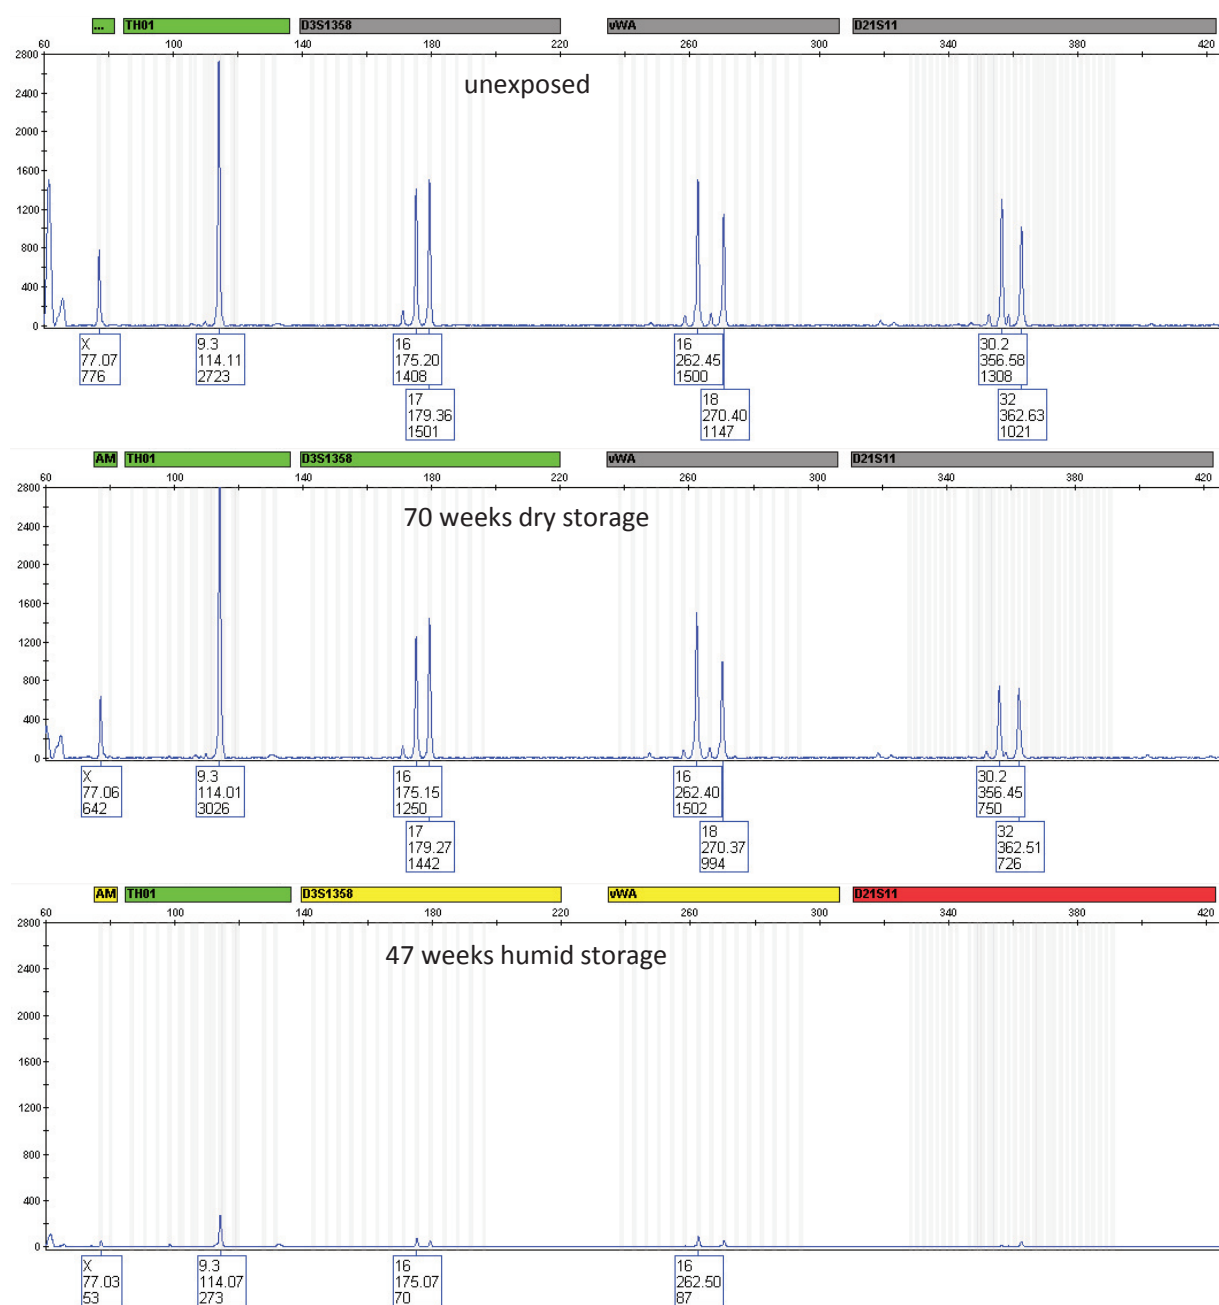 ... TH01 D3S1358 vWA D21S11
60 100 140 180 220 260 300 340 380 420
2800
unexposed
2400
2000
1600
1200
800
400
0
X 9.3 16 16 30.2
77.07 114.11 175.20 262.45 356.58
776 2723 1408 1500 1308
17 18 32
179.36 270.40 362.63
1501 1147 1021
AM TH01 D3S1358 vWA D21S11
60 100 140 180 220 260 300 340 380 420
2800
70 weeks dry storage
2400
2000
1600
1200
800
400
0
X 9.3 16 16 30.2
77.06 114.01 175.15 262.40 356.45
642 3026 1250 1502 750
17 18 32
179.27 270.37 362.51
1442 994 726
AM TH01 D3S1358 vWA D21S11
60 100 140 180 220 260 300 340 380 420
2800
47 weeks humid storage
2400
2000
1600
1200
800
400
0
X 9.3 16 16
77.03 114.07 175.07 262.50
53 273 70 87